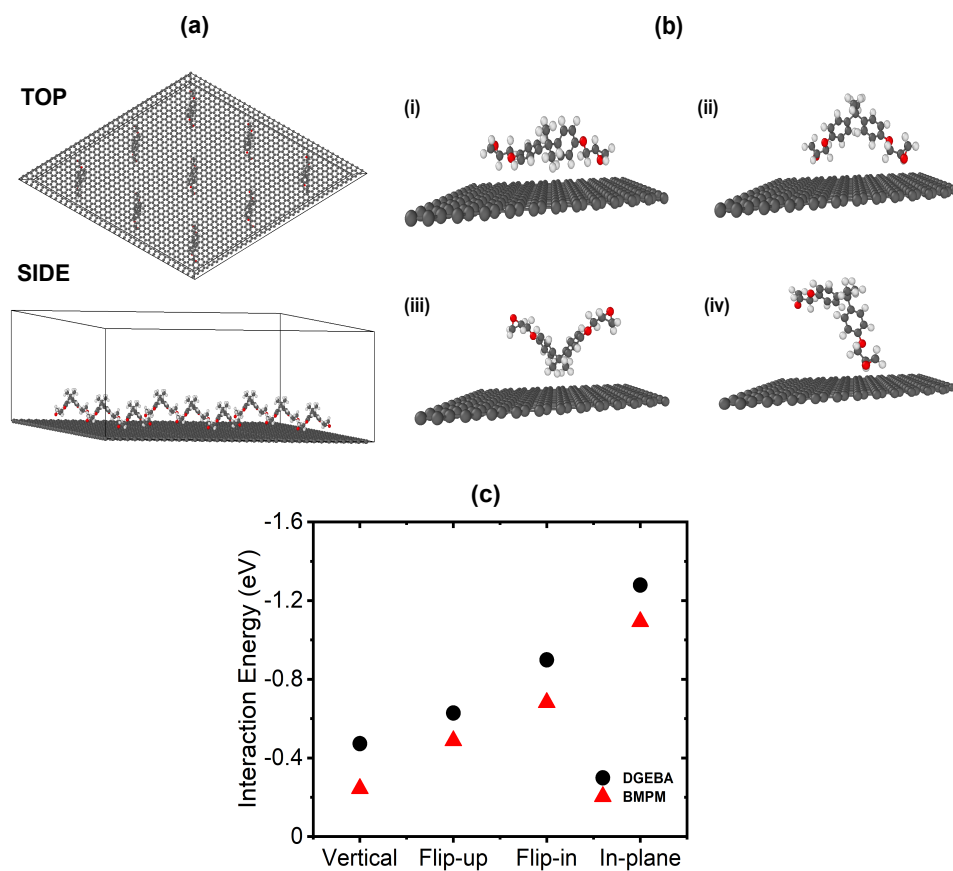 (a)
(b)
TOP
SIDE
(i)
(ii)
(iii)
(iv)
(c)
Interaction Energy (eV)
-1.6
-1.2
-0.8
-0.4
0
DGEBA
BMPM
Vertical Flip-up Flip-in In-plane